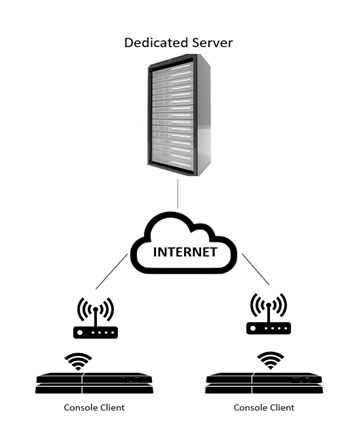 Dedicated Server
INTERNET
Console Client
Console Client